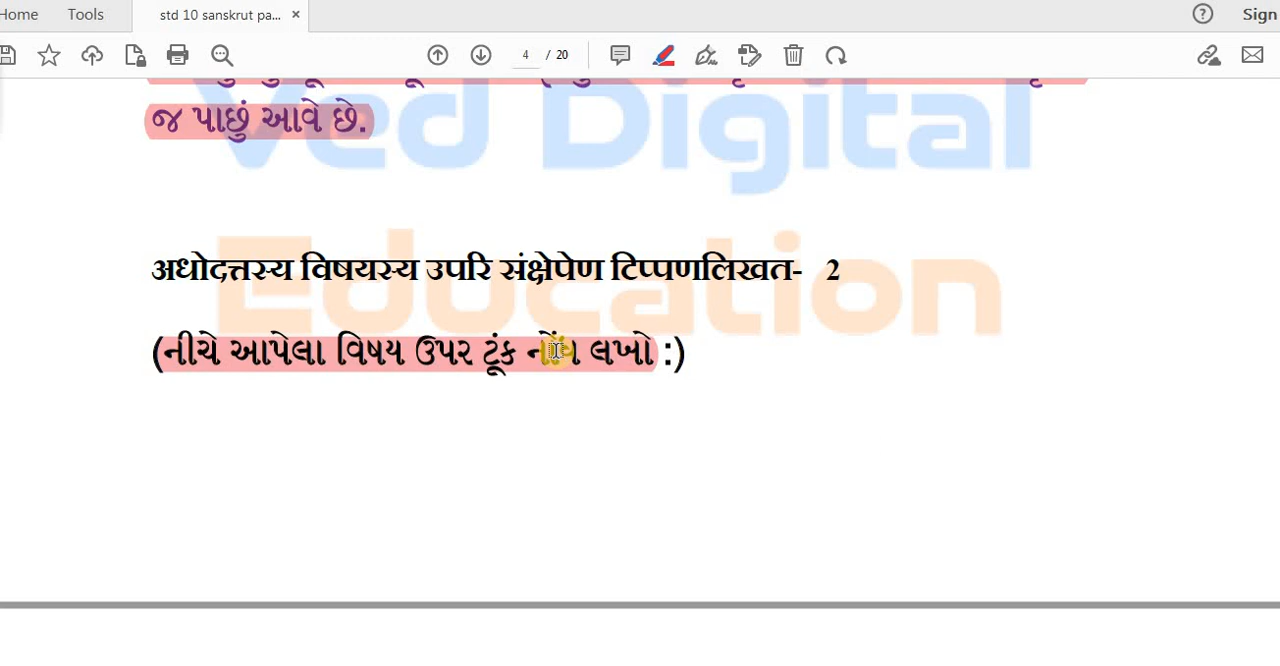 Home Tools std 10 sanskrut pa... × Sign
4 / 20
જ પાછું આવે છે.
Ved Digital
Education
अधोदत्तस्य विषयस्य उपरि संक्षेपेण टिप्पणलिखत- 2
(નીચે આપેલા વિષય ઉપર ટૂંક નોંધ લખો :)